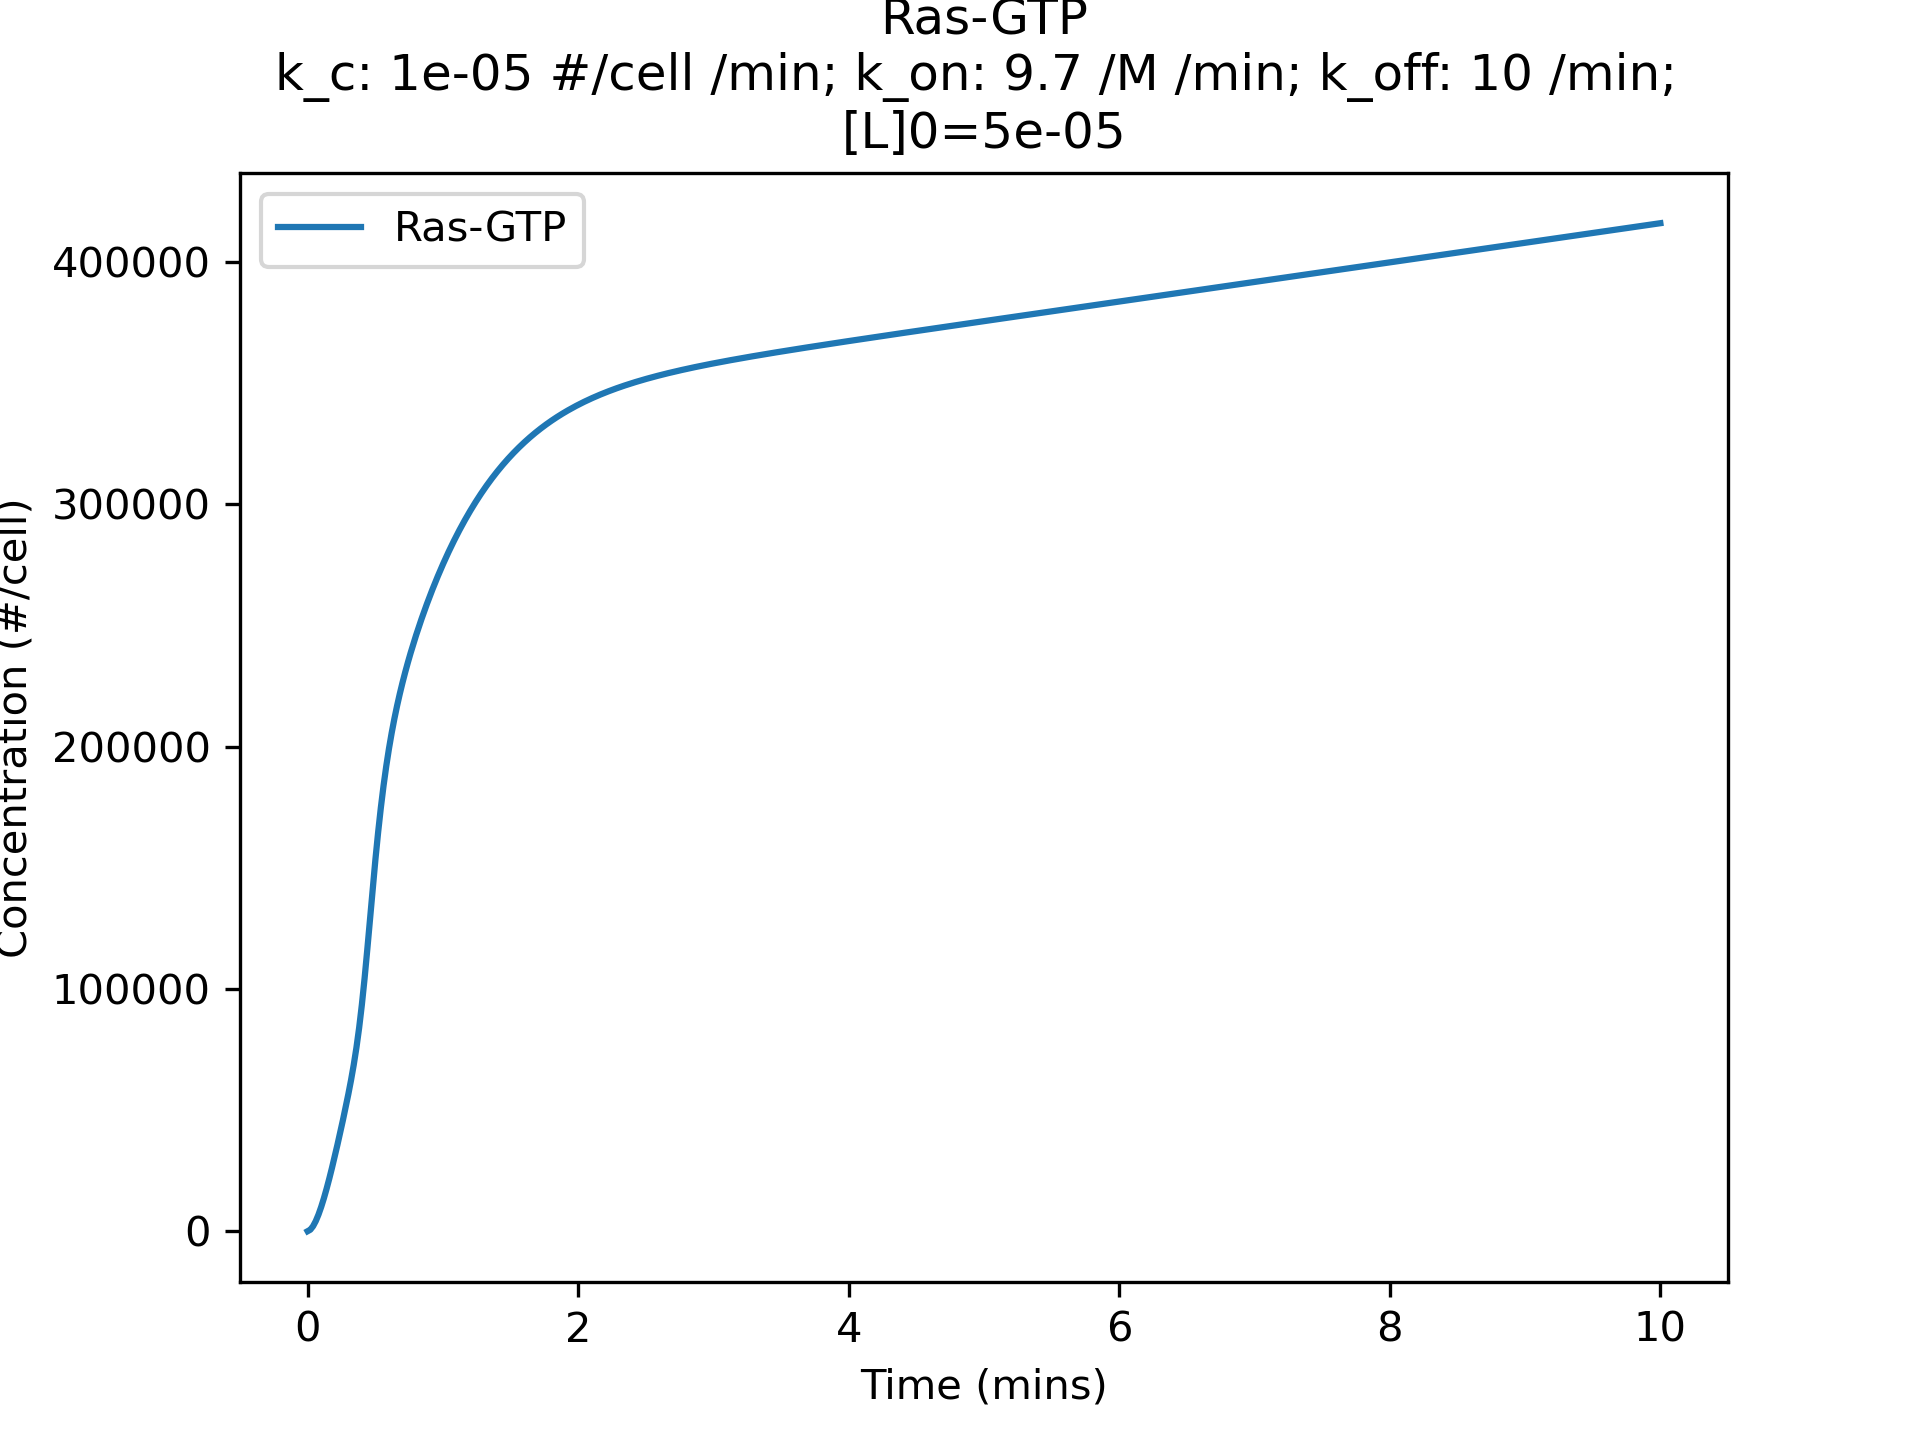 Ras-GTP
k_c: 1e-05 #/cell /min; k_on: 9.7 /M /min; k_off: 10 /min;
[L]0=5e-05
Ras-GTP
Concentration (#/cell)
400000
300000
200000
100000
0
0 2 4 6 8 10
Time (mins)